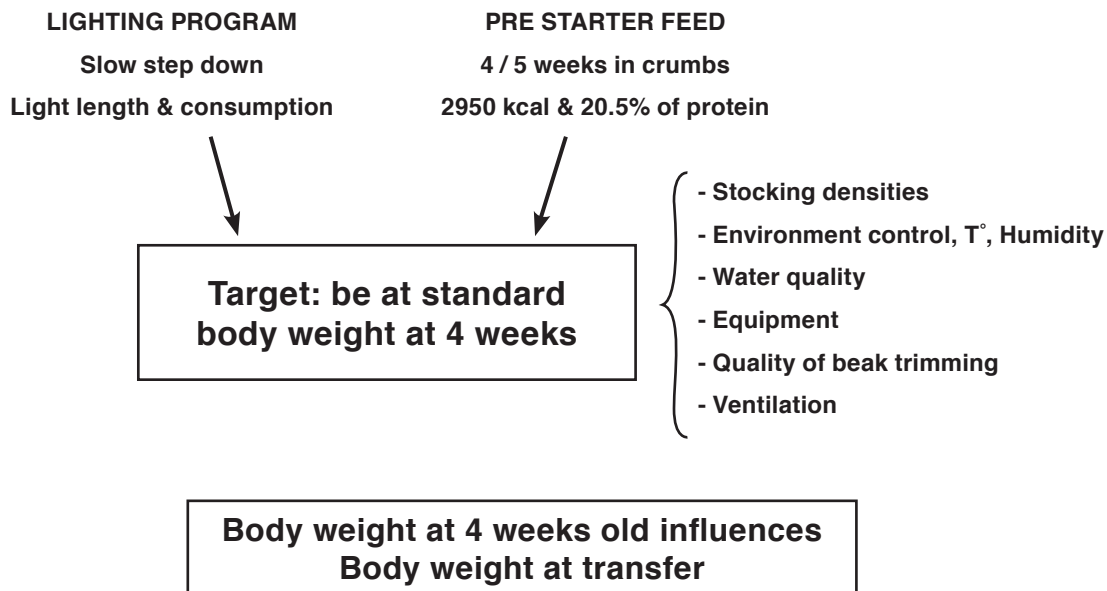 LIGHTING PROGRAM
Slow step down
Light length & consumption
PRE STARTER FEED
4 / 5 weeks in crumbs
2950 kcal & 20.5% of protein
Target: be at standard
body weight at 4 weeks
- Stocking densities
- Environment control, T°, Humidity
- Water quality
- Equipment
- Quality of beak trimming
- Ventilation
Body weight at 4 weeks old influences
Body weight at transfer